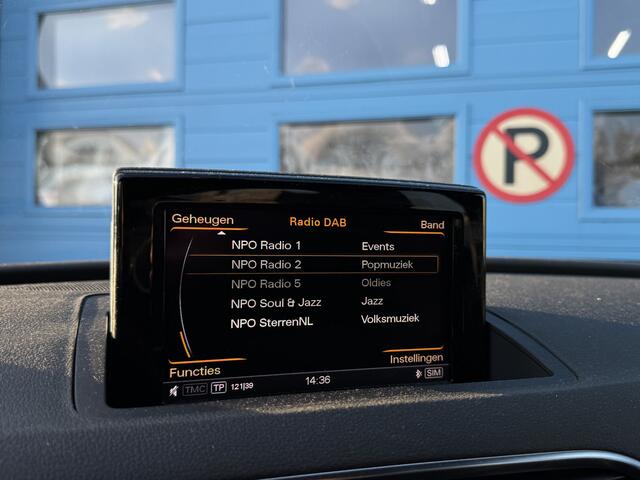 P
Geheugen Radio DAB Band
NPO Radio 1 Events
NPO Radio 2 Popmuziek
NPO Radio 5 Oldies
NPO Soul & Jazz Jazz
NPO SterrenNL Volksmuziek
Functies Instellingen
TMC TP 121|39 14:36 SIM